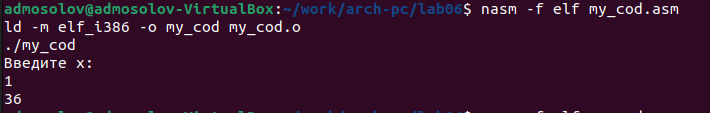 admosolov@admosolov-VirtualBox:~/work/arch-pc/lab06$ nasm -f elf my_cod.asm
ld -m elf_i386 -o my_cod my_cod.o
./my_cod
Введите x:
1
36